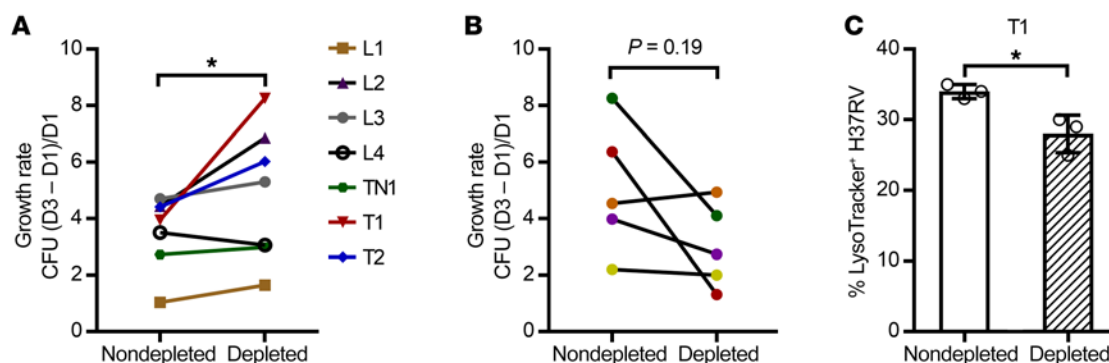 A
Growth rate
CFU (D3 – D1)/D1
10
8
6
4
2
0
*
Nondepleted Depleted
L1
L2
L3
L4
TN1
T1
T2
B
Growth rate
CFU (D3 – D1)/D1
10
8
6
4
2
0
P = 0.19
Nondepleted Depleted
C
T1
% LysoTracker+ H37RV
40
30
20
10
0
*
Nondepleted Depleted